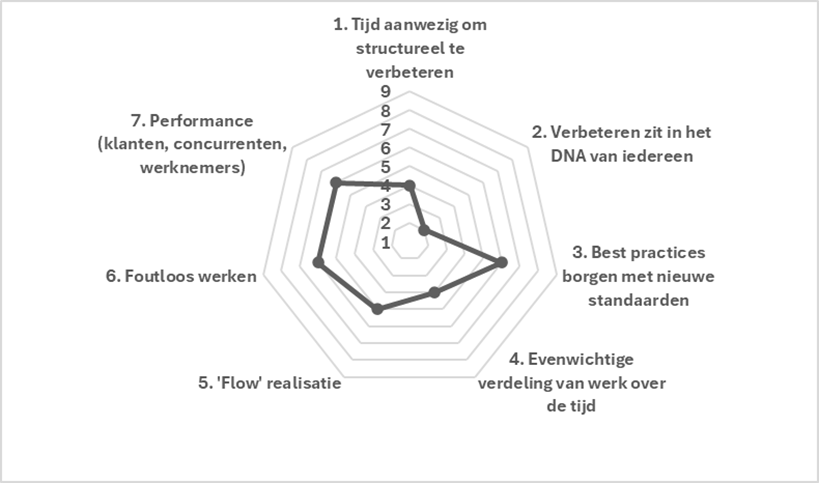 1. Tijd aanwezig om
structureel te
verbeteren
9
8
7
6
5
4
3
2
1
2. Verbeteren zit in het
DNA van iedereen
3. Best practices
borgen met nieuwe
standaarden
4. Evenwichtige
verdeling van werk over
de tijd
5. 'Flow' realisatie
6. Foutloos werken
7. Performance
(klanten, concurrenten,
werknemers)